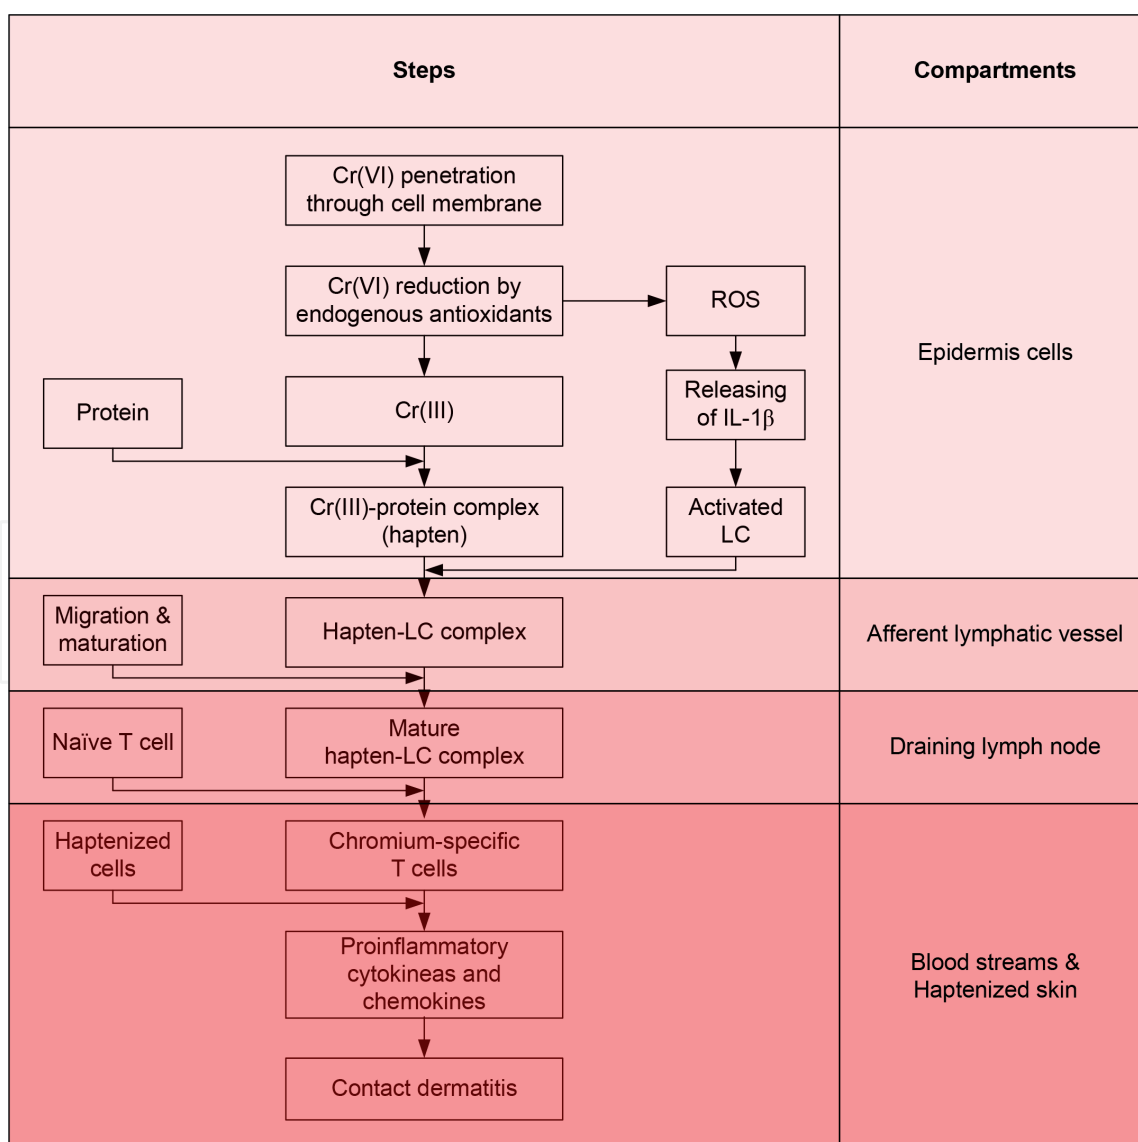 Steps
Compartments
Cr(VI) penetration
through cell membrane
Cr(VI) reduction by
endogenous antioxidants
ROS
Epidermis cells
Protein
Cr(III)
Releasing
of IL-1β
Cr(III)-protein complex
(hapten)
Activated
LC
Migration &
maturation
Hapten-LC complex
Afferent lymphatic vessel
Naïve T cell
Mature
hapten-LC complex
Draining lymph node
Haptenized
cells
Chromium-specific
T cells
Proinflammatory
cytokineas and
chemokines
Blood streams &
Haptenized skin
Contact dermatitis